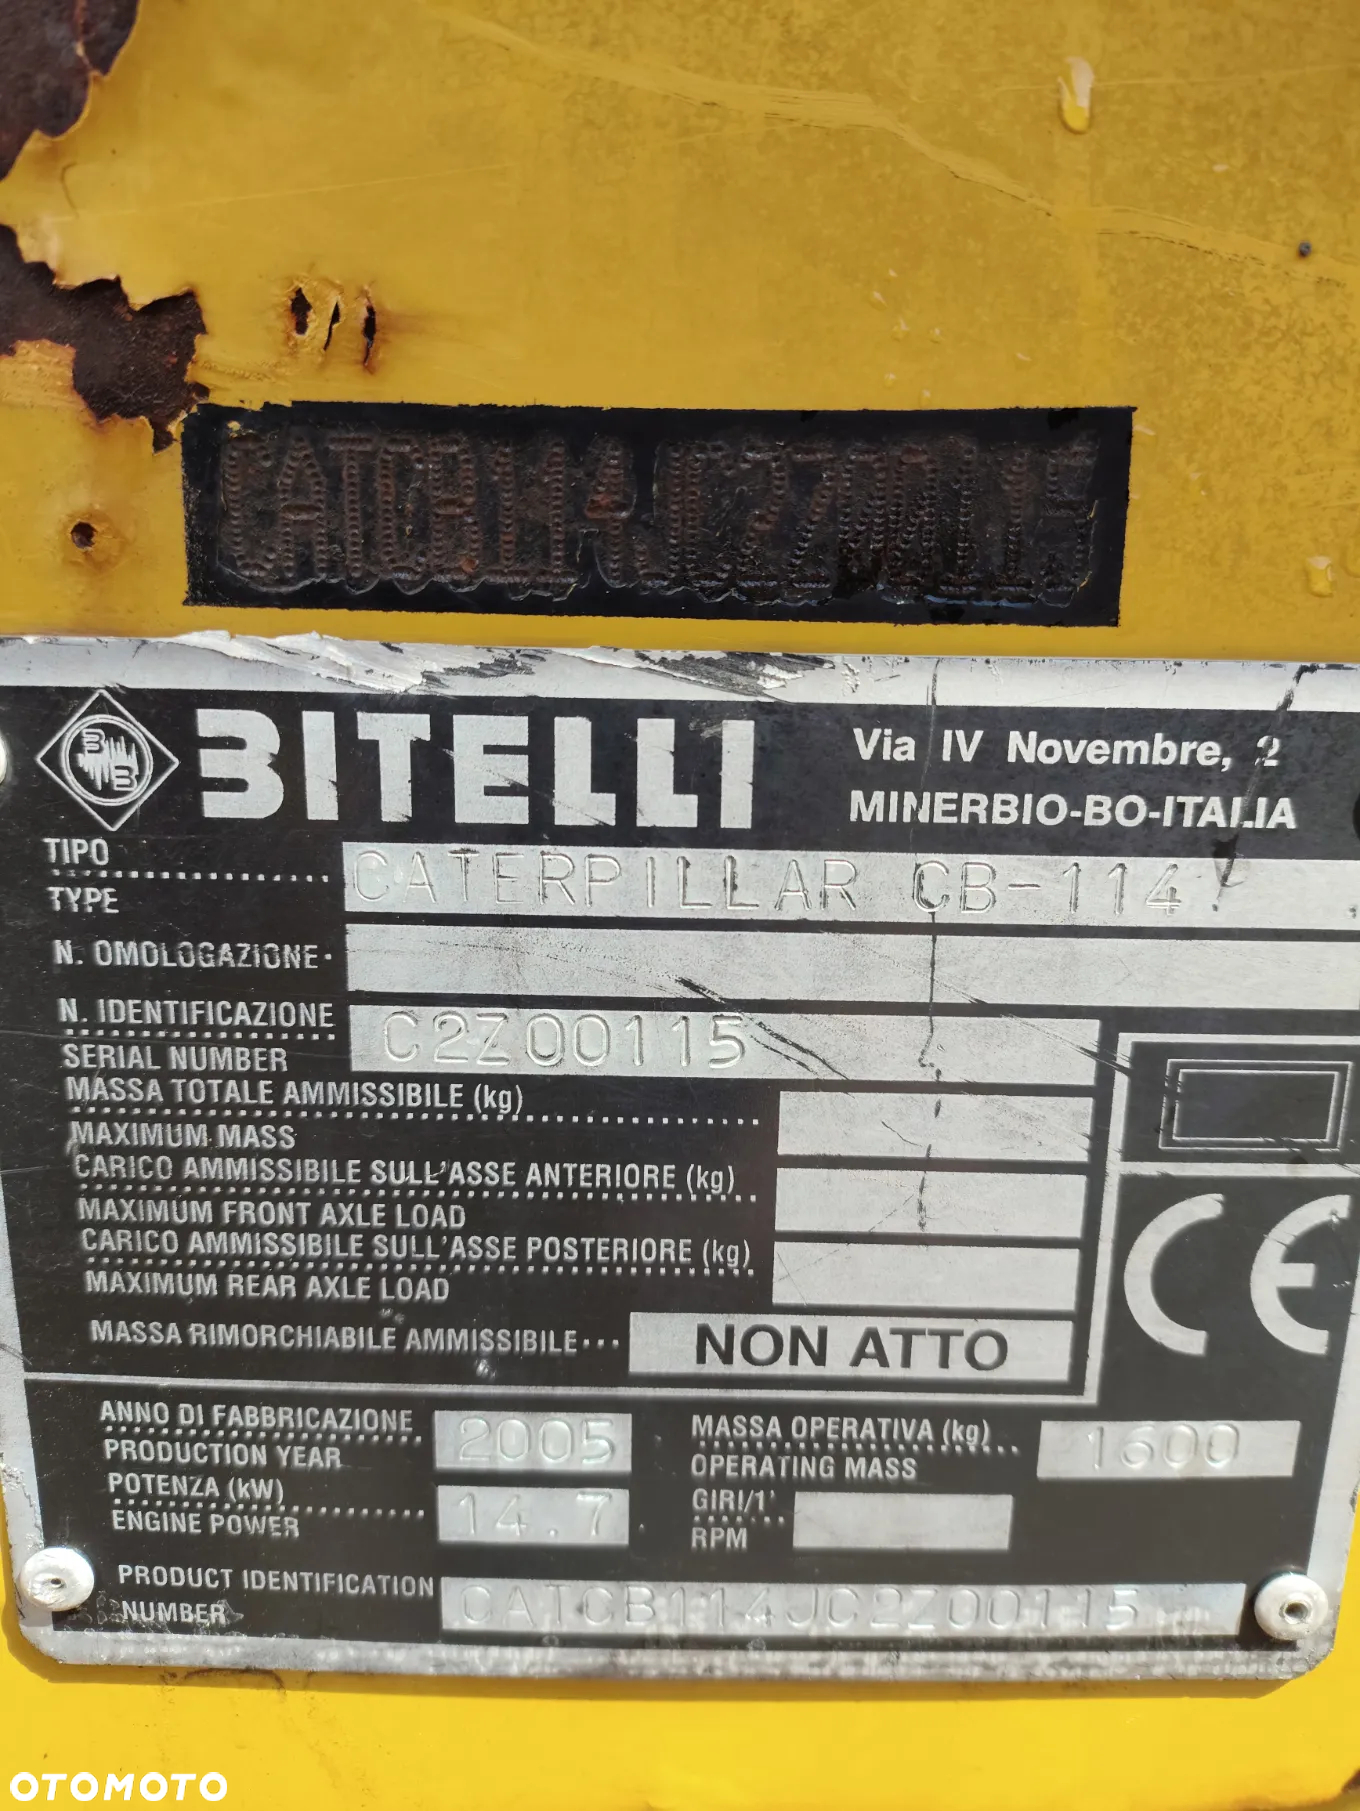 CATCB114JC2Z00115
BITELLI
Via IV Novembre, 2
MINERBIO-BO-ITALIA
TIPO
TYPE
CATERPILLAR CB-114
N. OMOLOGAZIONE
N. IDENTIFICAZIONE
SERIAL NUMBER
C2Z00115
MASSA TOTALE AMMISSIBILE (kg)
MAXIMUM MASS
CARICO AMMISSIBILE SULL'ASSE ANTERIORE (kg)
MAXIMUM FRONT AXLE LOAD
CARICO AMMISSIBILE SULL'ASSE POSTERIORE (kg)
MAXIMUM REAR AXLE LOAD
MASSA RIMORCHIABILE AMMISSIBILE
NON ATTO
CE
ANNO DI FABBRICAZIONE
PRODUCTION YEAR
2005
MASSA OPERATIVA (kg)
OPERATING MASS
1600
POTENZA (kW)
ENGINE POWER
14.7
GIRI/1'
RPM
PRODUCT IDENTIFICATION
NUMBER
CATCB114JC2Z00115
OTOMOTO